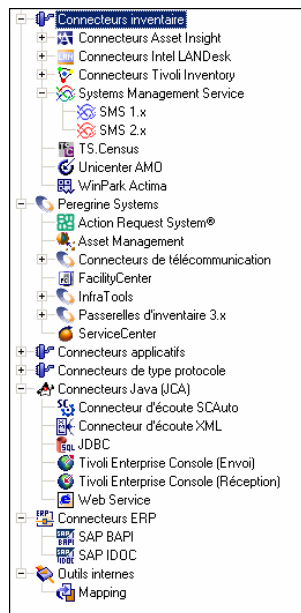 Connecteurs inventaire
Connecteurs Asset Insight
Connecteurs Intel LANDesk
Connecteurs Tivoli Inventory
Systems Management Service
SMS 1.x
SMS 2.x
TS.Census
Unicenter AMO
WinPark Actima
Peregrine Systems
Action Request System®
Asset Management
Connecteurs de télécommunication
FacilityCenter
InfraTools
Passerelles d'inventaire 3.x
ServiceCenter
Connecteurs applicatifs
Connecteurs de type protocole
Connecteurs Java (JCA)
Connecteur d'écoute SCAuto
Connecteur d'écoute XML
JDBC
Tivoli Enterprise Console (Envoi)
Tivoli Enterprise Console (Réception)
Web Service
Connecteurs ERP
SAP BAPI
SAP IDOC
Outils internes
Mapping